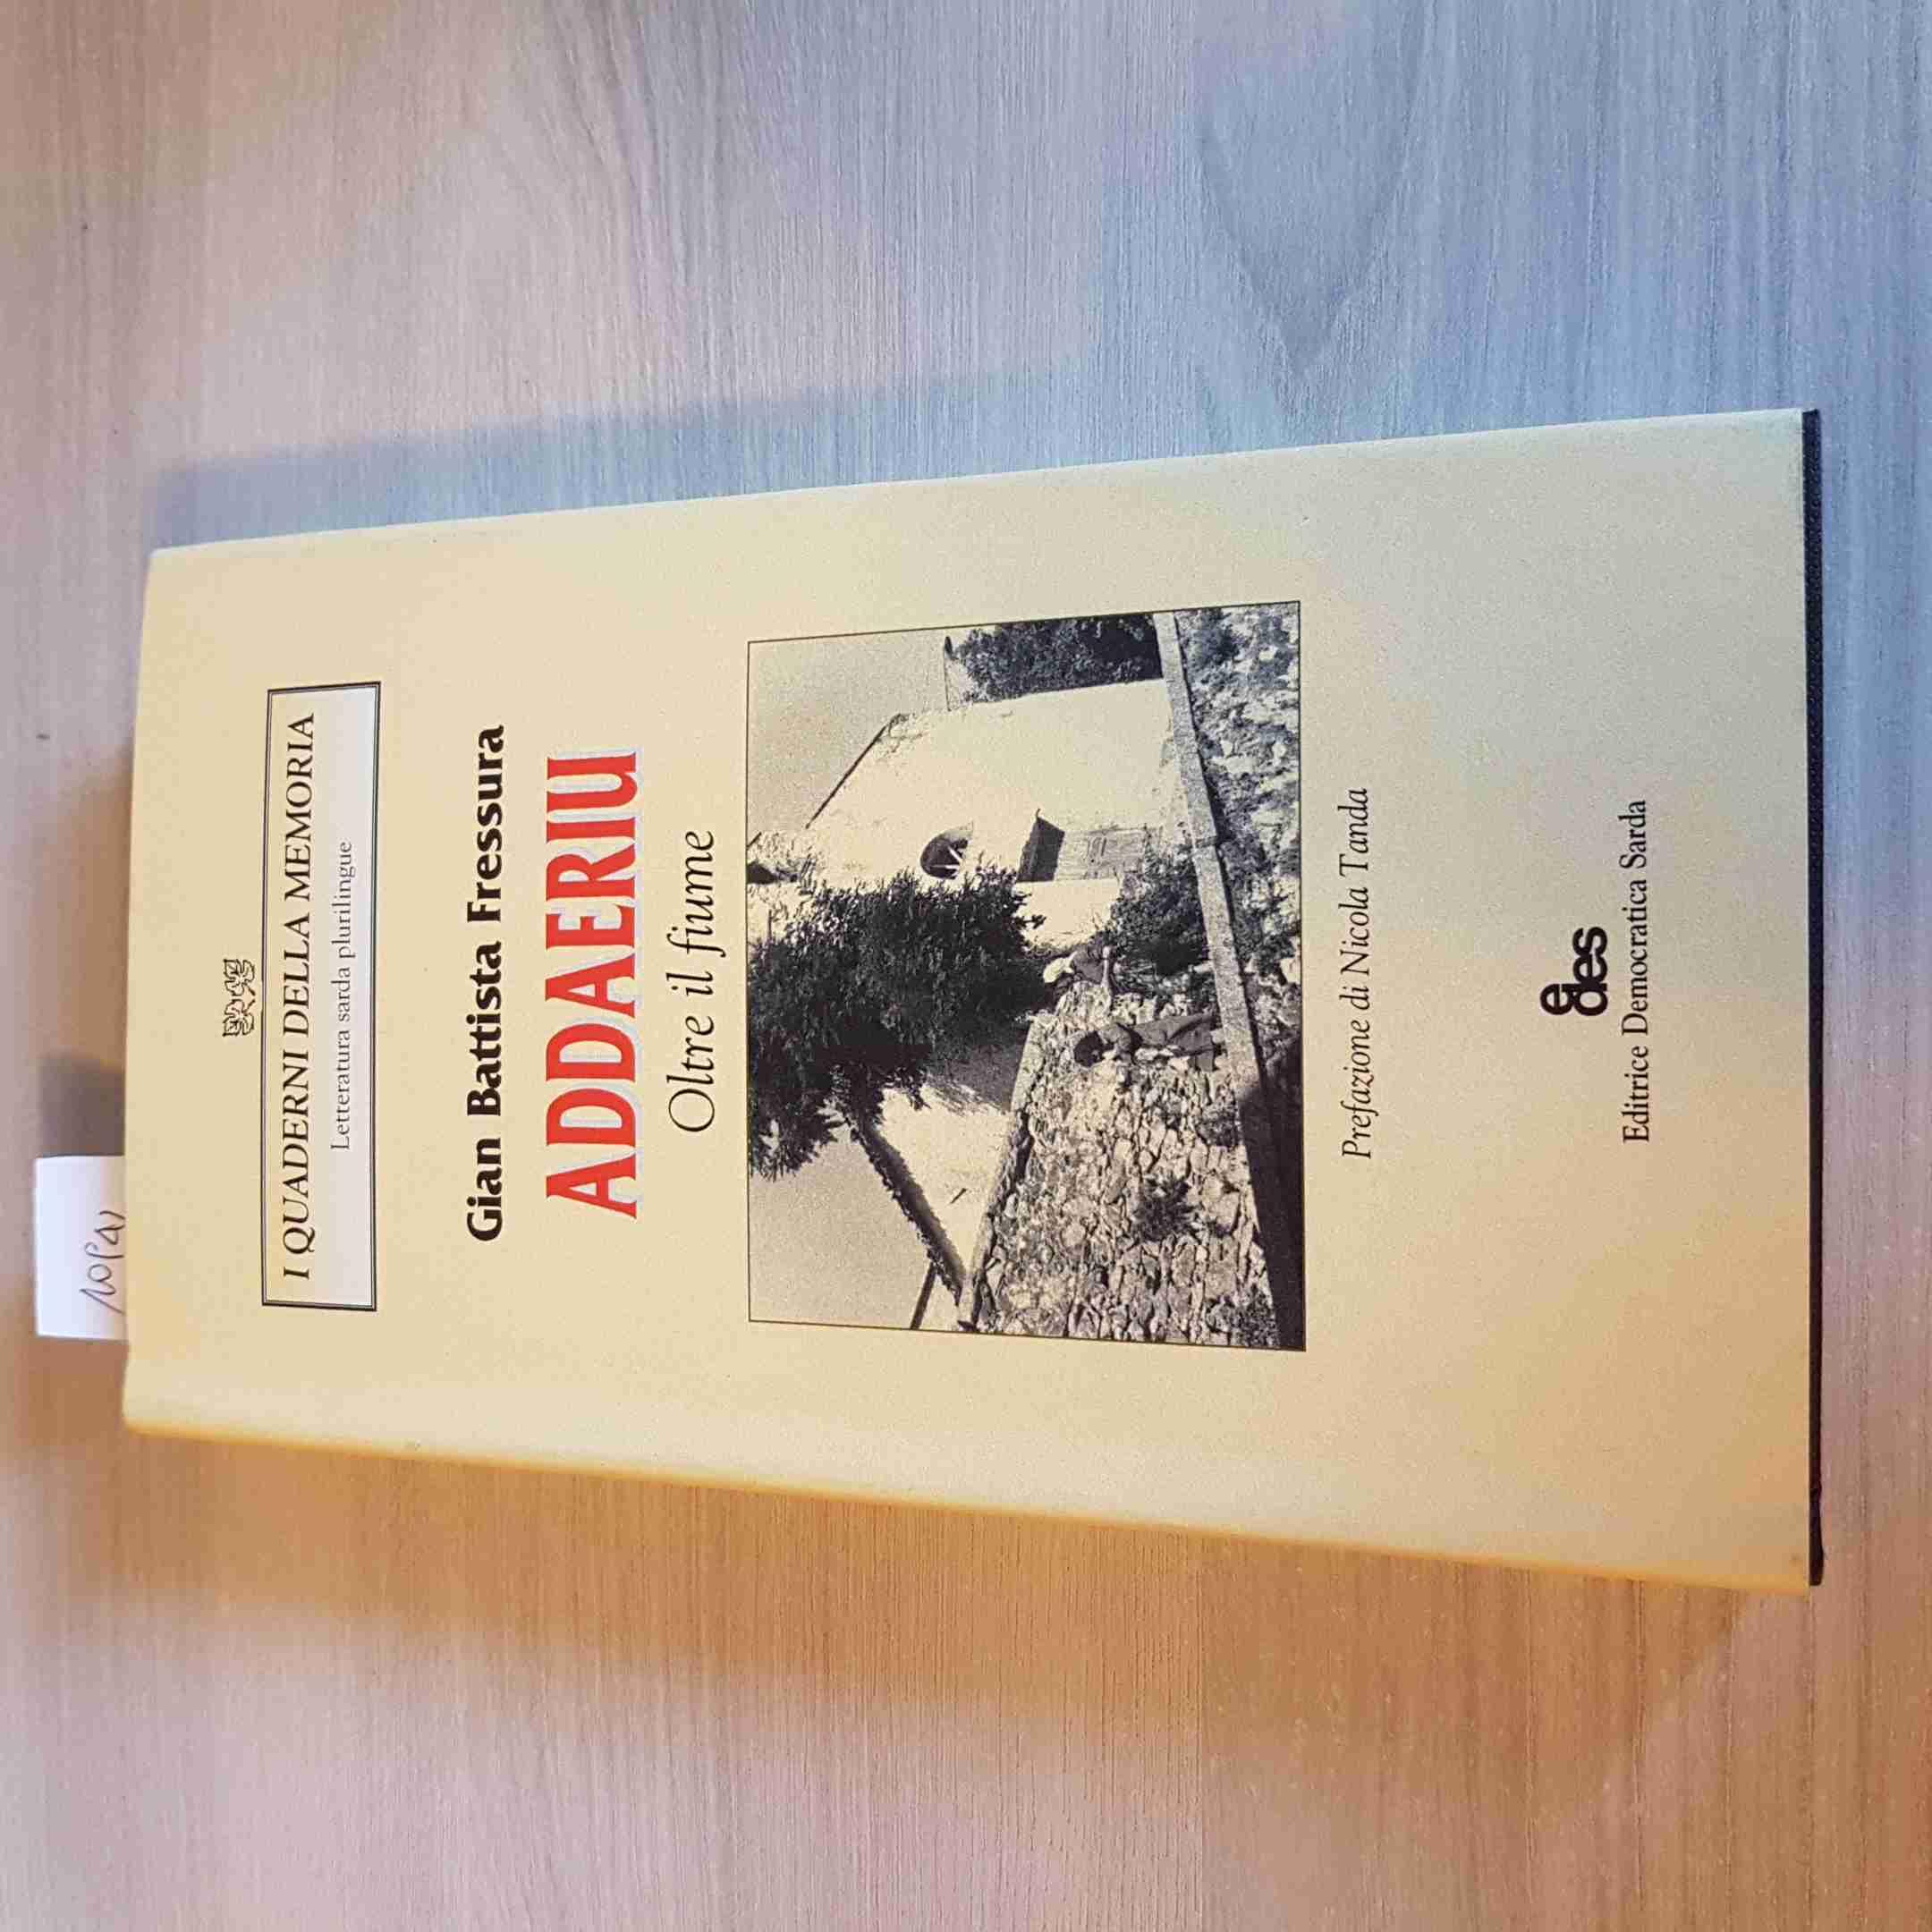 I QUADERNI DELLA MEMORIA
Letteratura sarda plurilingue
Gian Battista Fressura
ADDAERIU
Oltre il fiume
Prefazione di Nicola Tanda
edes
Editrice Democratica Sarda